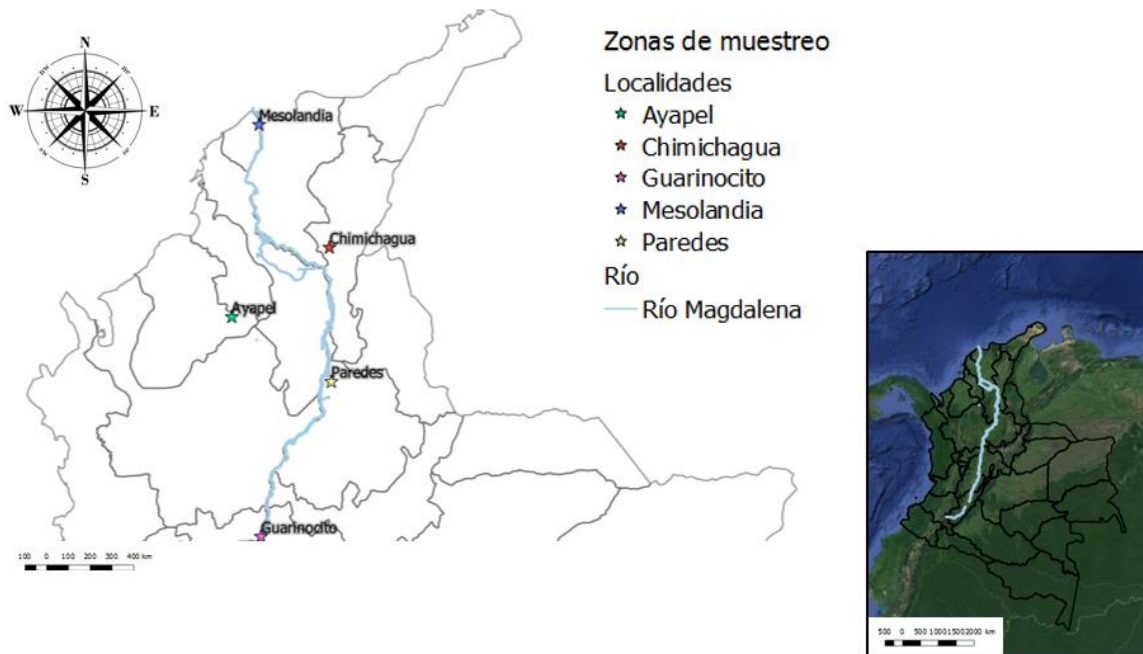 N
W
E
S
Mesolandia
Chimichagua
Ayapel
Paredes
Guarinocito
100 0 100 200 300 400 km
Zonas de muestreo
Localidades
Ayapel
Chimichagua
Guarinocito
Mesolandia
Paredes
Río
Río Magdalena
500 0 500 1000 1500 2000 km